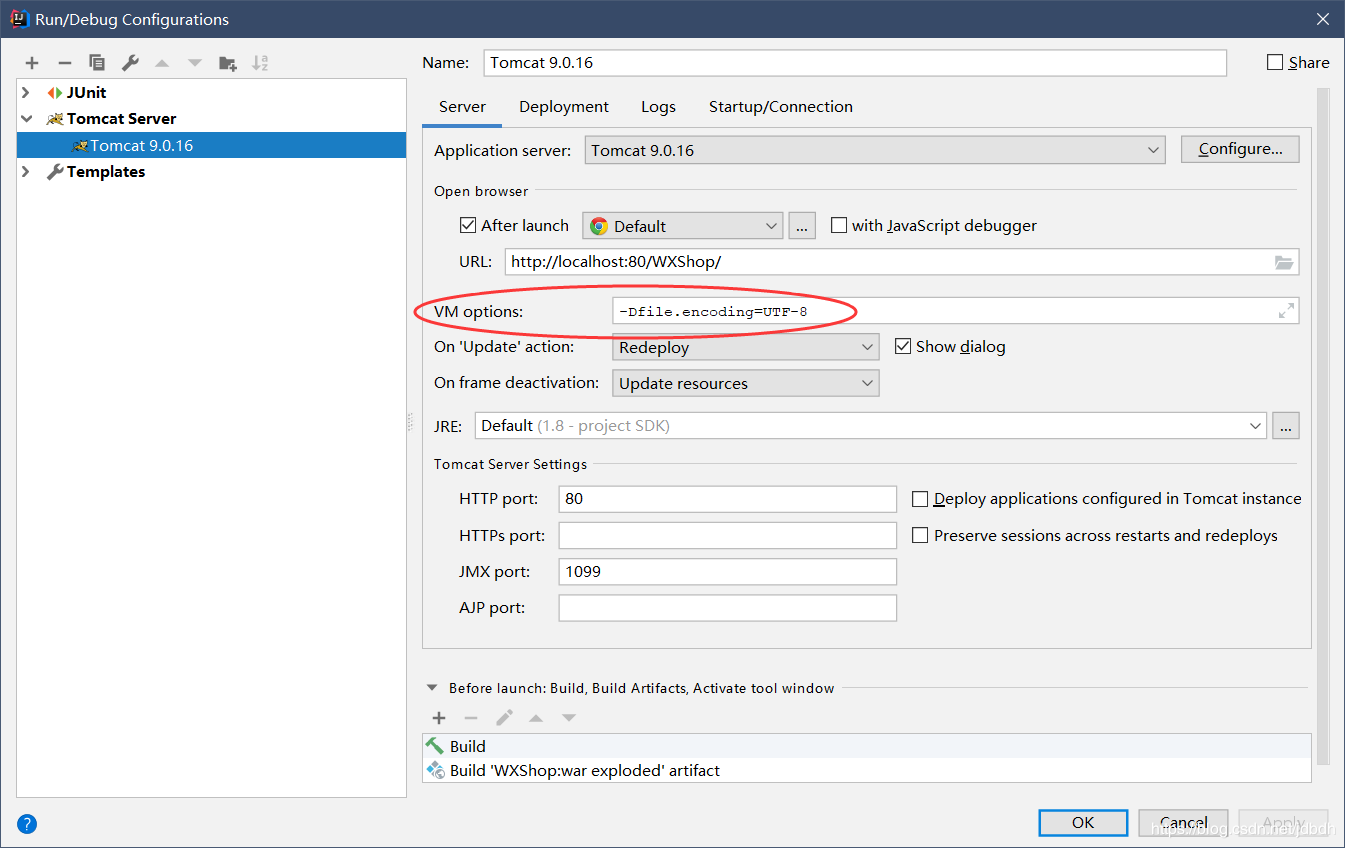 Run/Debug Configurations
Name: Tomcat 9.0.16 Share
JUnit
Tomcat Server
Tomcat 9.0.16
Templates
Server Deployment Logs Startup/Connection
Application server: Tomcat 9.0.16 Configure...
Open browser
After launch Default ... with JavaScript debugger
URL: http://localhost:80/WXShop/
VM options: -Dfile.encoding=UTF-8
On 'Update' action: Redeploy Show dialog
On frame deactivation: Update resources
JRE: Default (1.8 - project SDK) ...
Tomcat Server Settings
HTTP port: 80 Deploy applications configured in Tomcat instance
HTTPs port: Preserve sessions across restarts and redeploys
JMX port: 1099
AJP port:
Before launch: Build, Build Artifacts, Activate tool window
Build
Build 'WXShop:war exploded' artifact
? OK Cancel Apply
https://blog.csdn.net/jdbdh